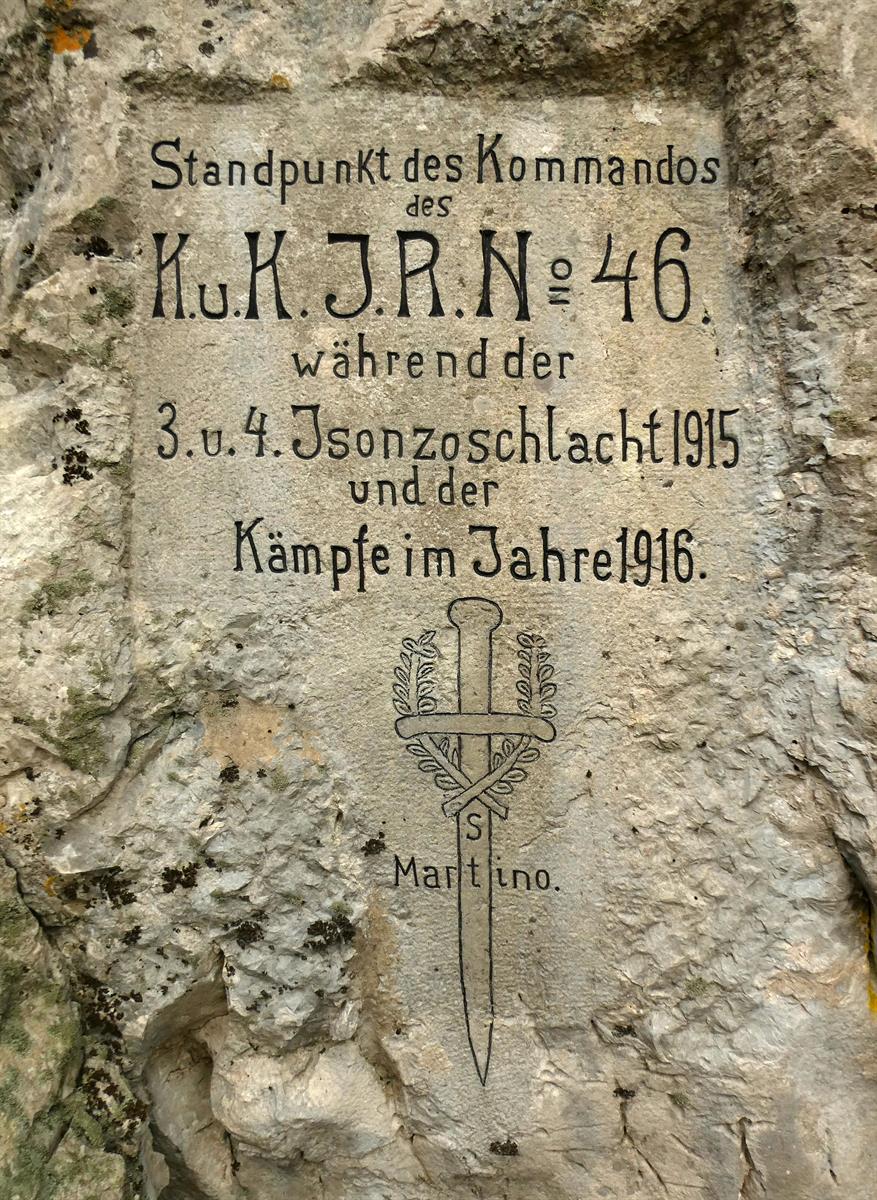 Standpunkt des Kommandos
des
K.u.K.J.R.Nº 46.
während der
3.u.4.Isonzoschlacht 1915
und der
Kämpfe im Jahre 1916.
S
Martino.